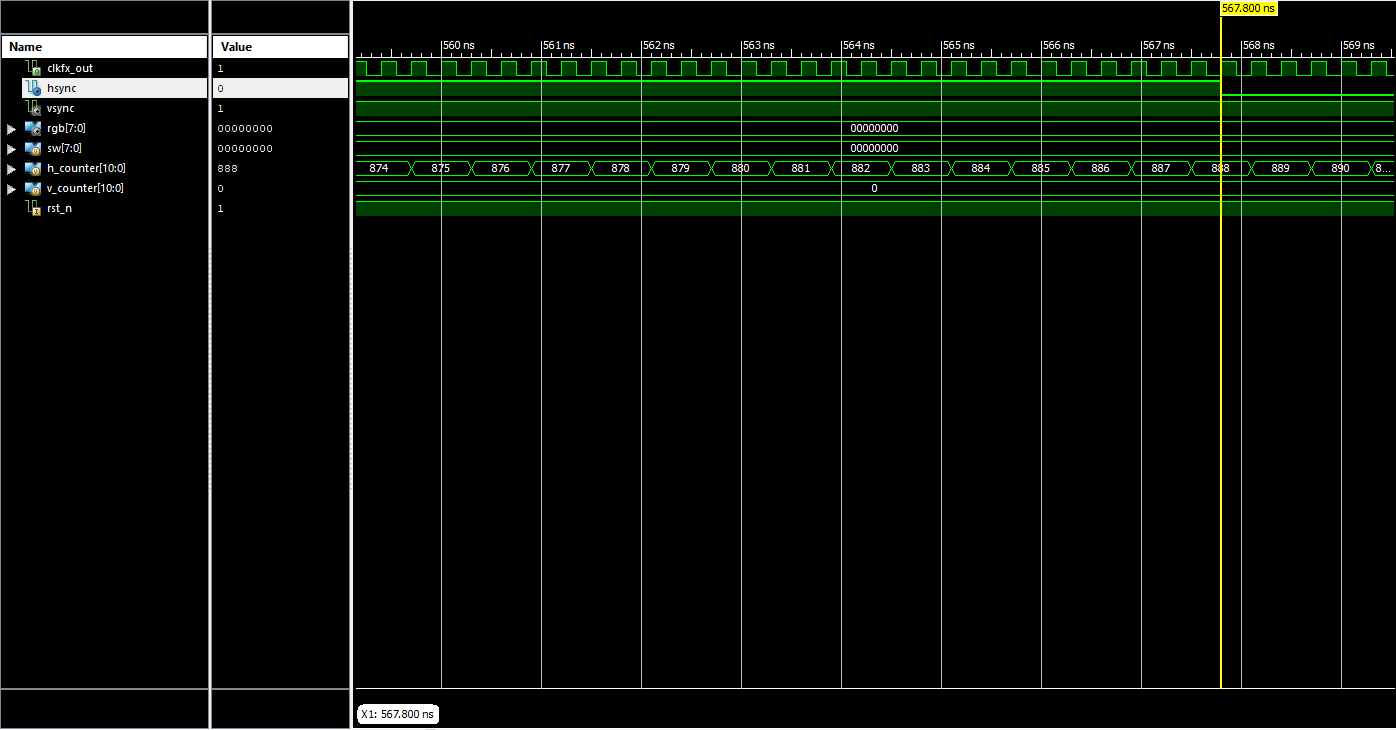 567.800 ns
Name Value
560 ns 561 ns 562 ns 563 ns 564 ns 565 ns 566 ns 567 ns 568 ns 569 ns
clkfx_out 1
hsync 0
vsync 1
rgb[7:0] 00000000 00000000
sw[7:0] 00000000 00000000
h_counter[10:0] 888 874 875 876 877 878 879 880 881 882 883 884 885 886 887 888 889 890 8...
v_counter[10:0] 0 0
rst_n 1
X1: 567.800 ns